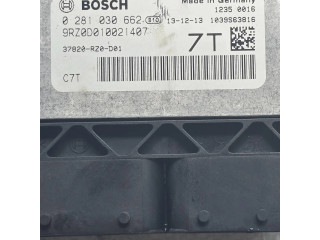 BOSCH
Made in Germany
1235 0016
0 281 030 662 STG 13-12-13 1039S63816
9RZ0D010021407
7T
37820-RZ0-D01
C7T